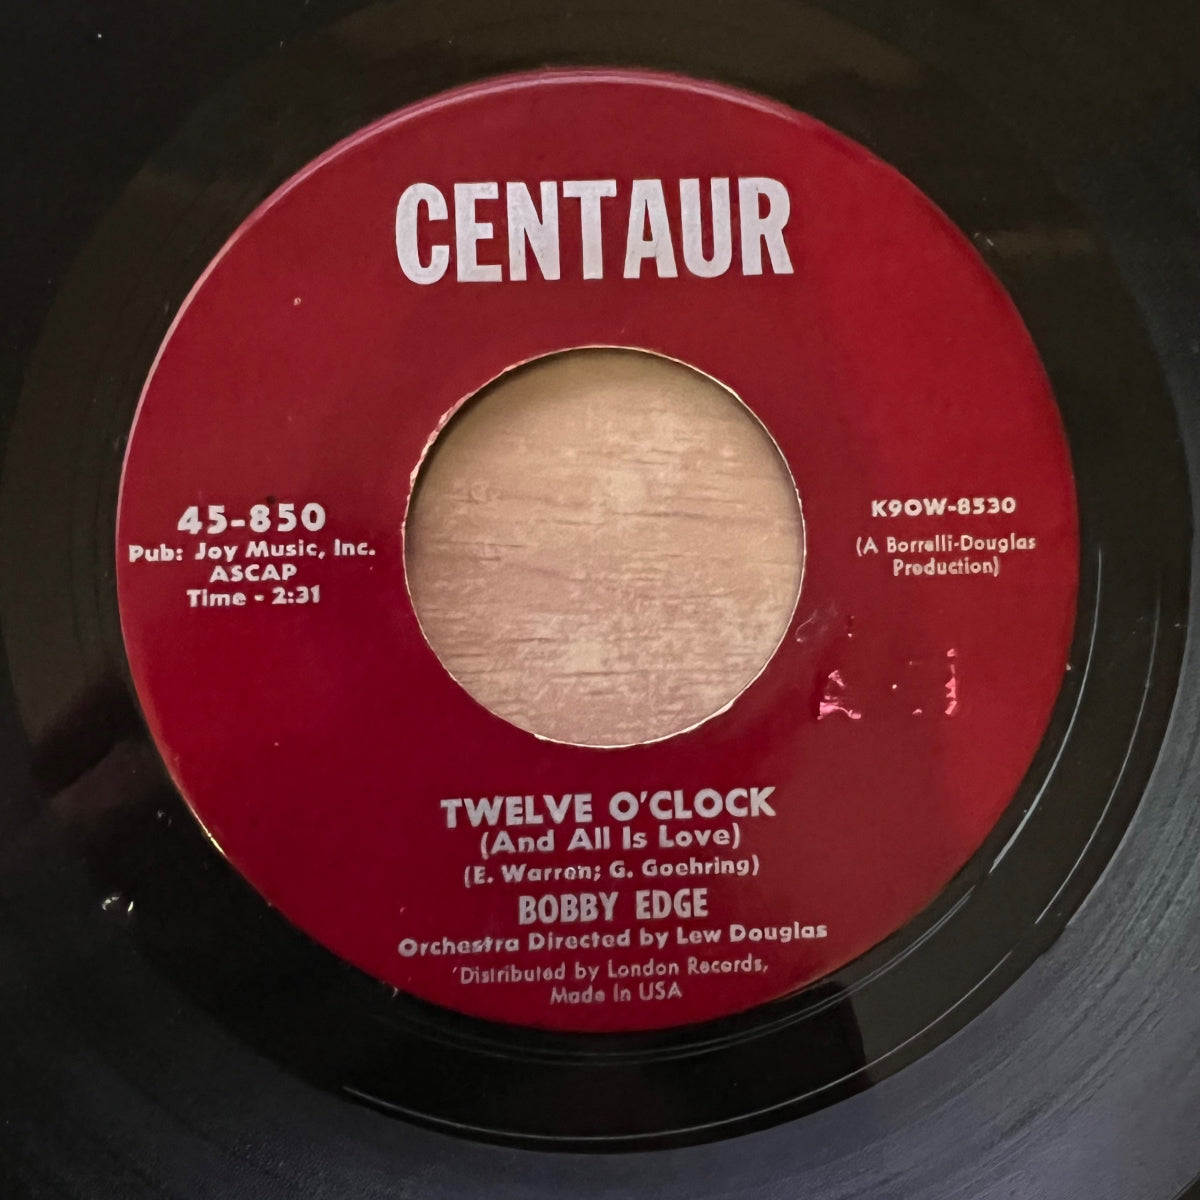 CENTAUR
45-850
Pub: Joy Music, Inc.
ASCAP
Time - 2:31
K9OW-8530
(A Borrelli-Douglas
Production)
TWELVE O'CLOCK
(And All Is Love)
(E. Warren; G. Goehring)
BOBBY EDGE
Orchestra Directed by Lew Douglas
Distributed by London Records,
Made In USA